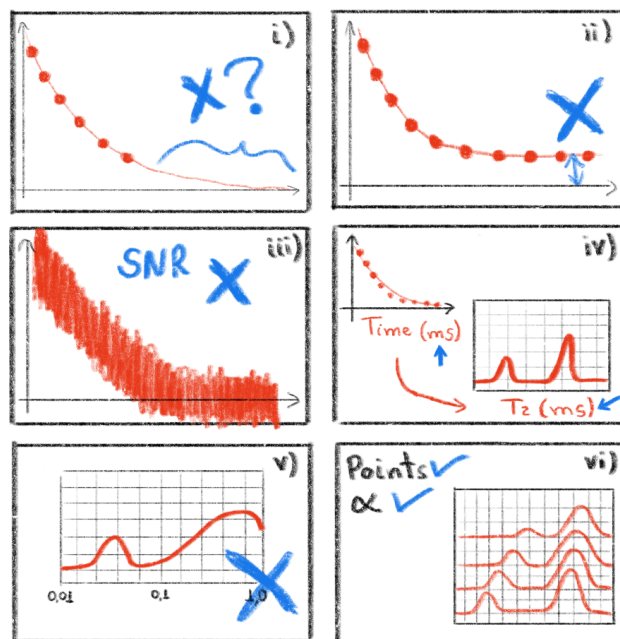 i)
X?
ii)
X
iii)
SNR X
iv)
Time (ms)
T2 (ms)
v)
X
0,01 0,1 1,0
vi)
Points ✓
α ✓